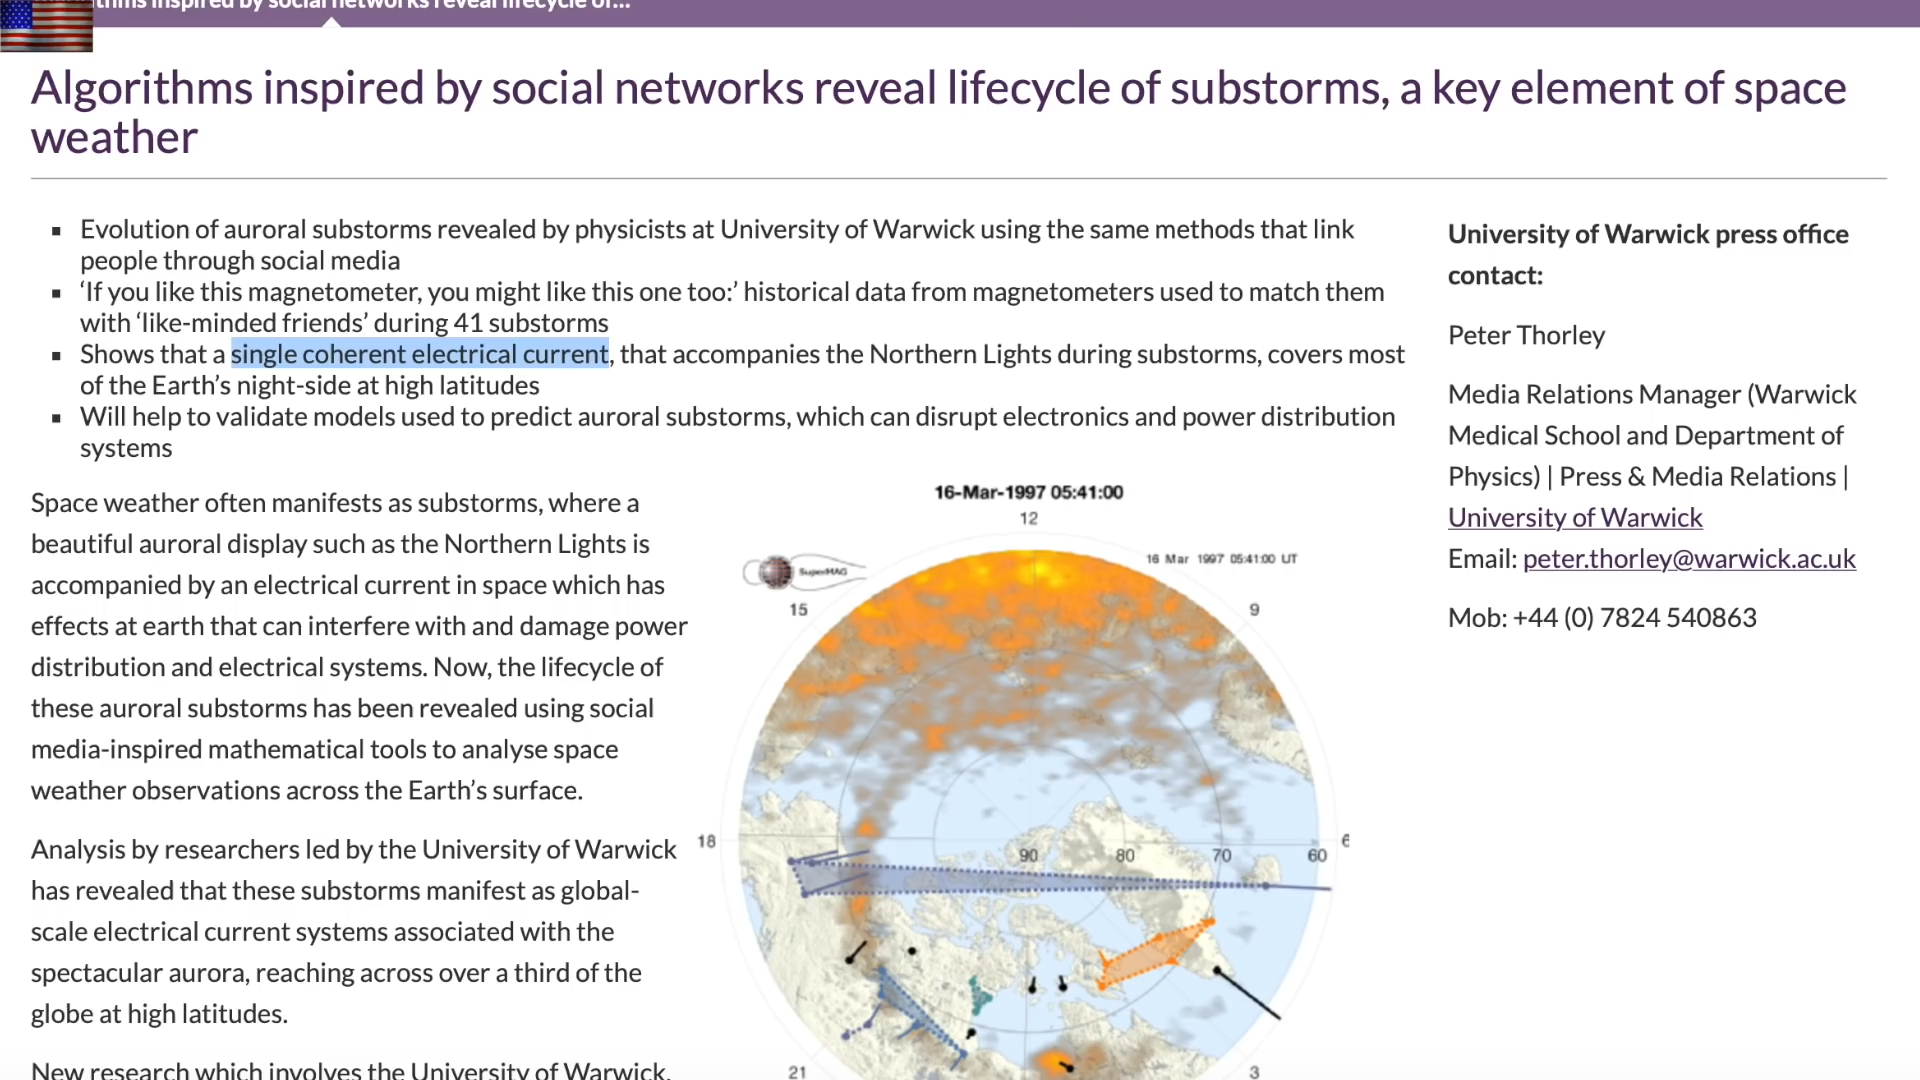 thms inspired by social networks reveal lifecycle of...
Algorithms inspired by social networks reveal lifecycle of substorms, a key element of space
weather
Evolution of auroral substorms revealed by physicists at University of Warwick using the same methods that link
people through social media
‘If you like this magnetometer, you might like this one too:’ historical data from magnetometers used to match them
with ‘like-minded friends’ during 41 substorms
Shows that a single coherent electrical current, that accompanies the Northern Lights during substorms, covers most
of the Earth’s night-side at high latitudes
Will help to validate models used to predict auroral substorms, which can disrupt electronics and power distribution
systems
Space weather often manifests as substorms, where a
beautiful auroral display such as the Northern Lights is
accompanied by an electrical current in space which has
effects at earth that can interfere with and damage power
distribution and electrical systems. Now, the lifecycle of
these auroral substorms has been revealed using social
media-inspired mathematical tools to analyse space
weather observations across the Earth’s surface.
Analysis by researchers led by the University of Warwick
has revealed that these substorms manifest as global-
scale electrical current systems associated with the
spectacular aurora, reaching across over a third of the
globe at high latitudes.
New research which involves the University of Warwick,
16-Mar-1997 05:41:00
12
SuperMAG
16 Mar 1997 05:41:00 UT
15
9
18
90
80
70
60
6
21
3
University of Warwick press office
contact:
Peter Thorley
Media Relations Manager (Warwick
Medical School and Department of
Physics) | Press & Media Relations |
University of Warwick
Email: peter.thorley@warwick.ac.uk
Mob: +44 (0) 7824 540863